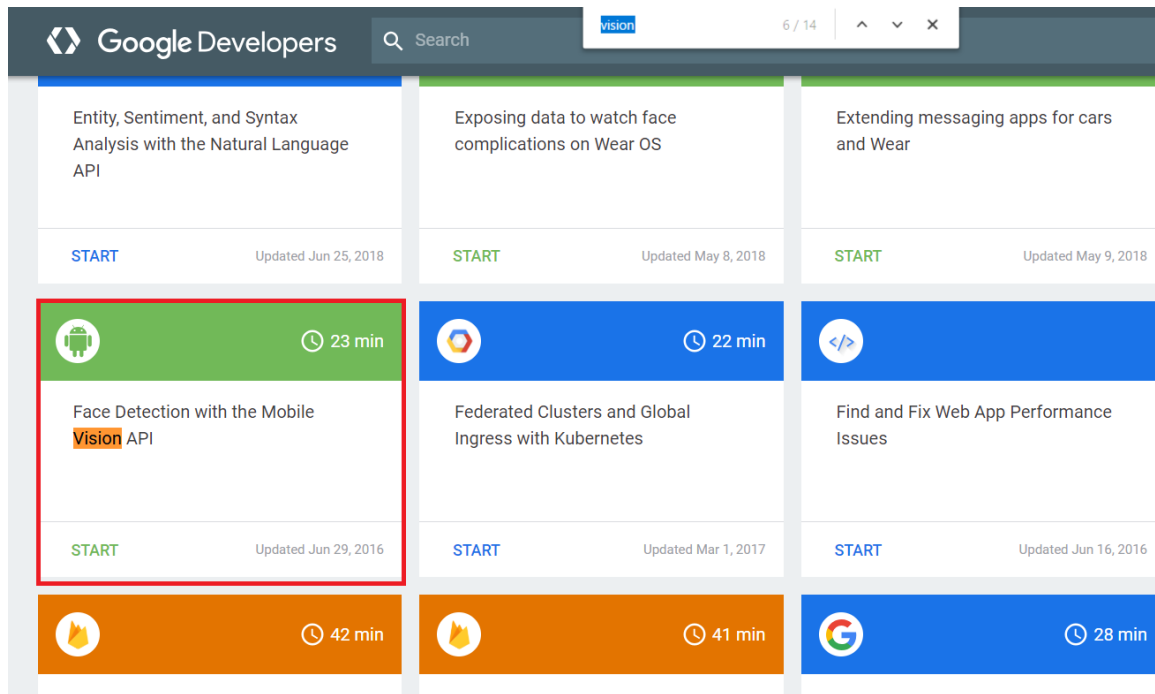 Google Developers
Search
vision
6 / 14
Entity, Sentiment, and Syntax
Analysis with the Natural Language
API
START
Updated Jun 25, 2018
Exposing data to watch face
complications on Wear OS
START
Updated May 8, 2018
Extending messaging apps for cars
and Wear
START
Updated May 9, 2018
23 min
Face Detection with the Mobile
Vision API
START
Updated Jun 29, 2016
22 min
Federated Clusters and Global
Ingress with Kubernetes
START
Updated Mar 1, 2017
</>
Find and Fix Web App Performance
Issues
START
Updated Jun 16, 2016
42 min
41 min
28 min